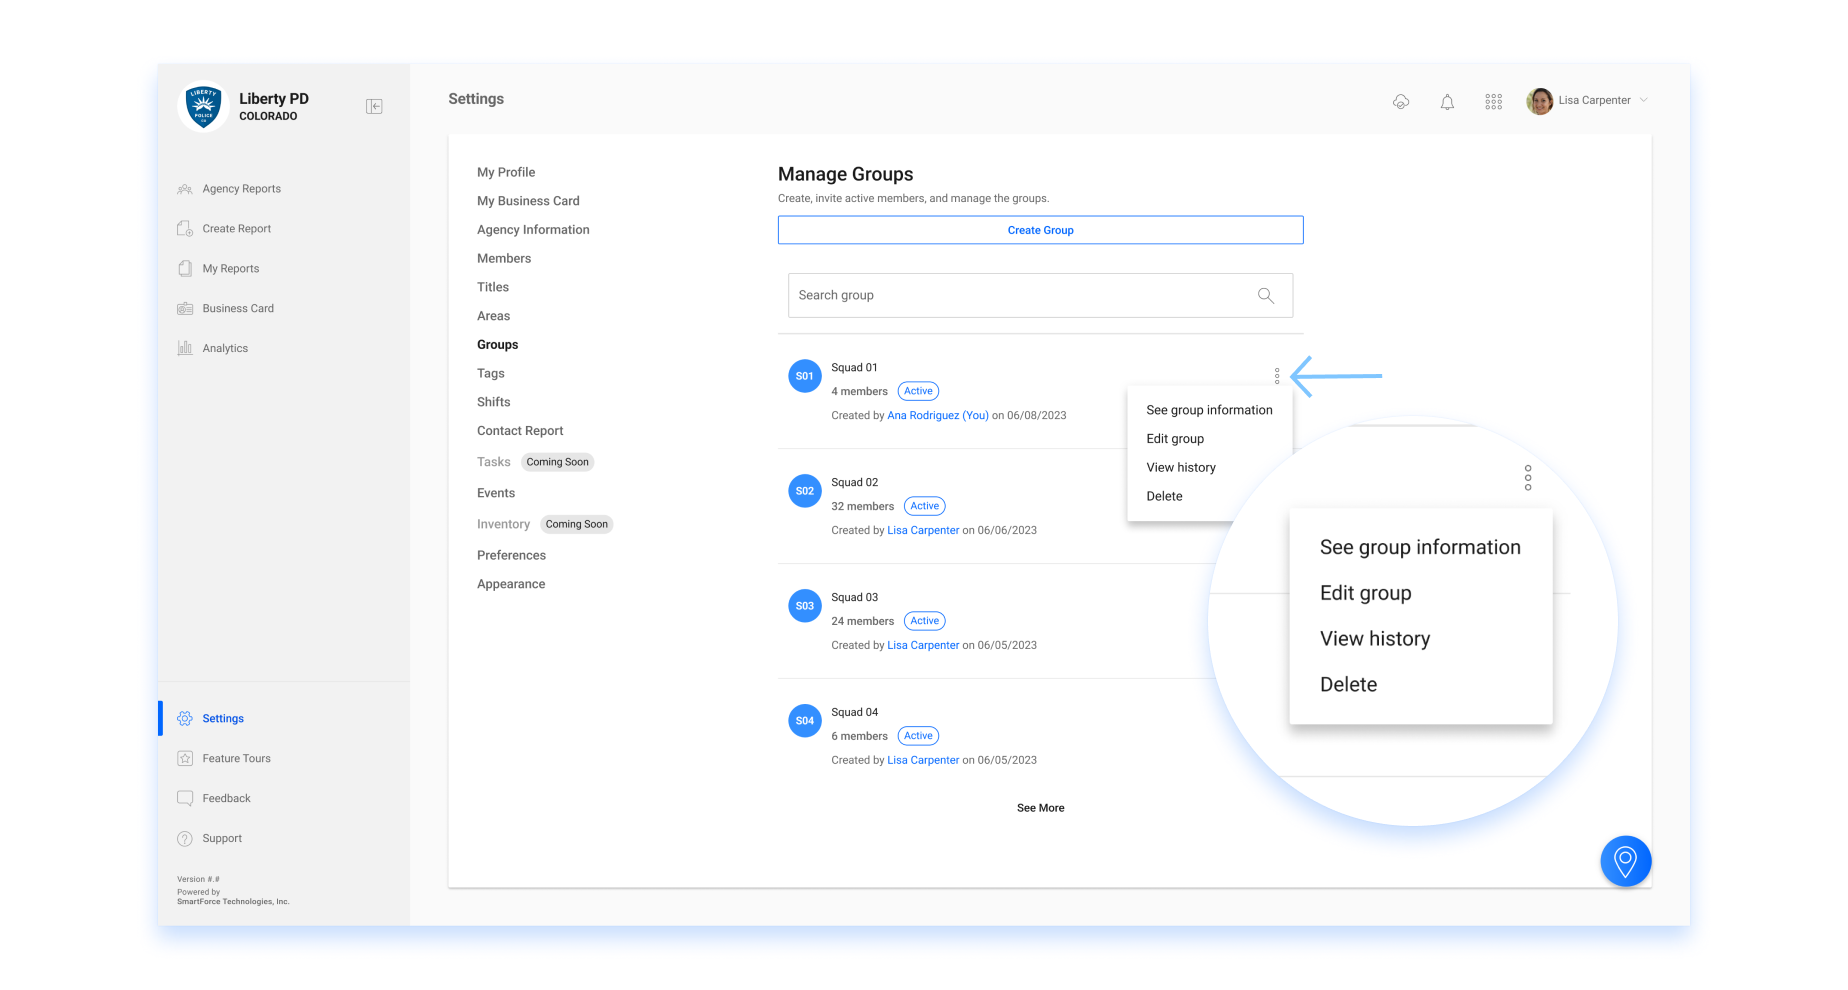 LIBERTY
POLICE
CO
Liberty PD
COLORADO
Agency Reports
Create Report
My Reports
Business Card
Analytics
Settings
Feature Tours
Feedback
Support
Version #.#
Powered by
SmartForce Technologies, Inc.
Settings
Lisa Carpenter
My Profile
My Business Card
Agency Information
Members
Titles
Areas
Groups
Tags
Shifts
Contact Report
Tasks Coming Soon
Events
Inventory Coming Soon
Preferences
Appearance
Manage Groups
Create, invite active members, and manage the groups.
Create Group
Search group
S01
Squad 01
4 members Active
Created by Ana Rodriguez (You) on 06/08/2023
See group information
Edit group
View history
Delete
S02
Squad 02
32 members Active
Created by Lisa Carpenter on 06/06/2023
S03
Squad 03
24 members Active
Created by Lisa Carpenter on 06/05/2023
S04
Squad 04
6 members Active
Created by Lisa Carpenter on 06/05/2023
See More
See group information
Edit group
View history
Delete